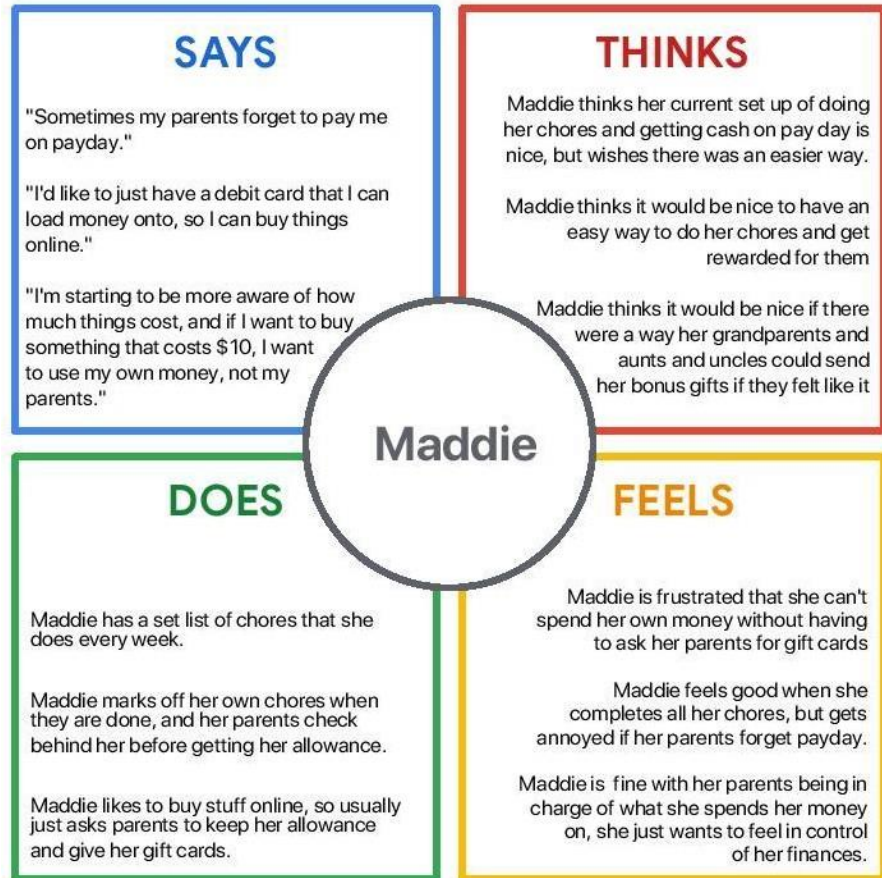 SAYS
"Sometimes my parents forget to pay me
on payday."
"I'd like to just have a debit card that I can
load money onto, so I can buy things
online."
"I'm starting to be more aware of how
much things cost, and if I want to buy
something that costs $10, I want
to use my own money, not my
parents."
THINKS
Maddie thinks her current set up of doing
her chores and getting cash on pay day is
nice, but wishes there was an easier way.
Maddie thinks it would be nice to have an
easy way to do her chores and get
rewarded for them
Maddie thinks it would be nice if there
were a way her grandparents and
aunts and uncles could send
her bonus gifts if they felt like it
Maddie
DOES
Maddie has a set list of chores that she
does every week.
Maddie marks off her own chores when
they are done, and her parents check
behind her before getting her allowance.
Maddie likes to buy stuff online, so usually
just asks parents to keep her allowance
and give her gift cards.
FEELS
Maddie is frustrated that she can't
spend her own money without having
to ask her parents for gift cards
Maddie feels good when she
completes all her chores, but gets
annoyed if her parents forget payday.
Maddie is fine with her parents being in
charge of what she spends her money
on, she just wants to feel in control
of her finances.